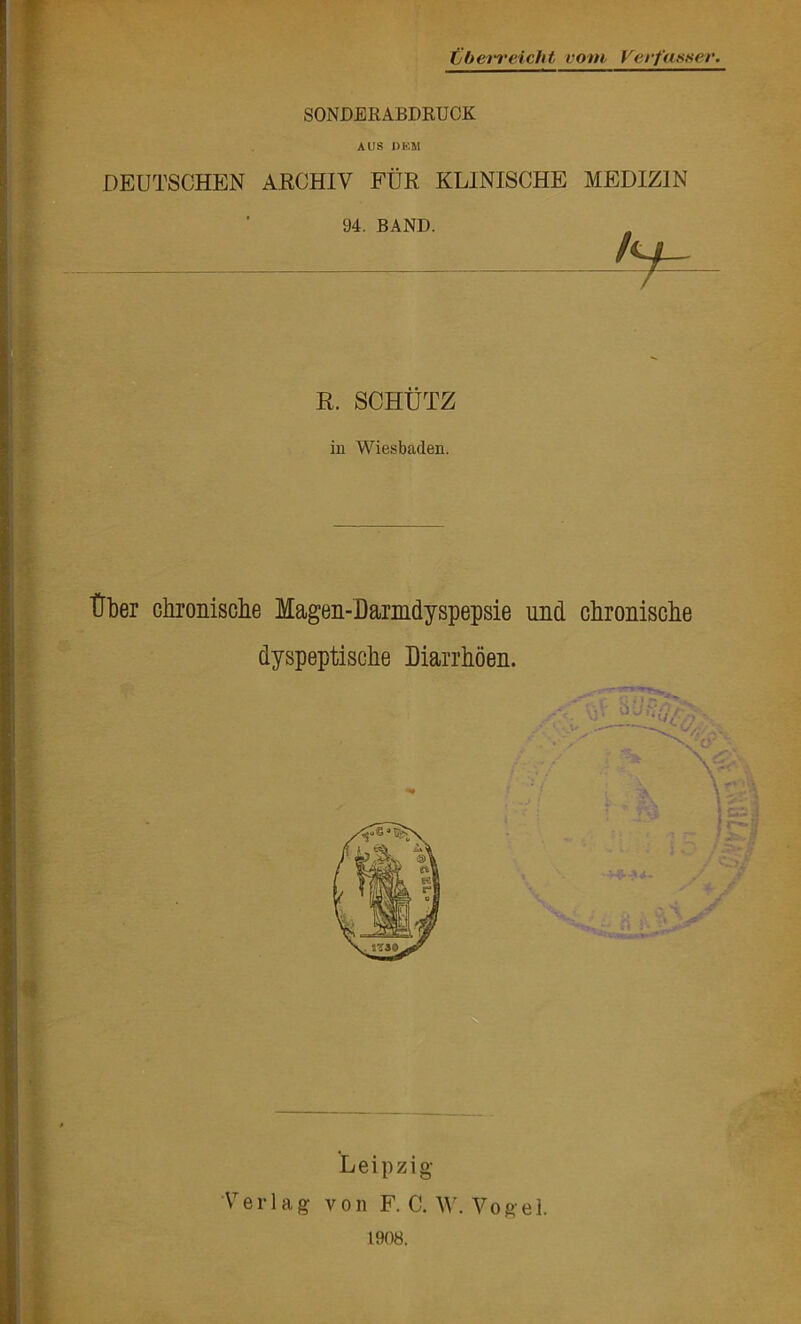 Überreicht vom Verfasser.
SONDERABDRUCK
AUS DEM
DEUTSCHEN ARCHIV FÜR KLINISCHE MEDIZIN
94. BAND.
R. SCHÜTZ
in Wiesbaden.
Über chronische Magen-Darmdyspepsie und chronische
dyspeptische Diarrhöen.
1730
Leipzig
Verlag von F. C. W. Vogel.
1908.